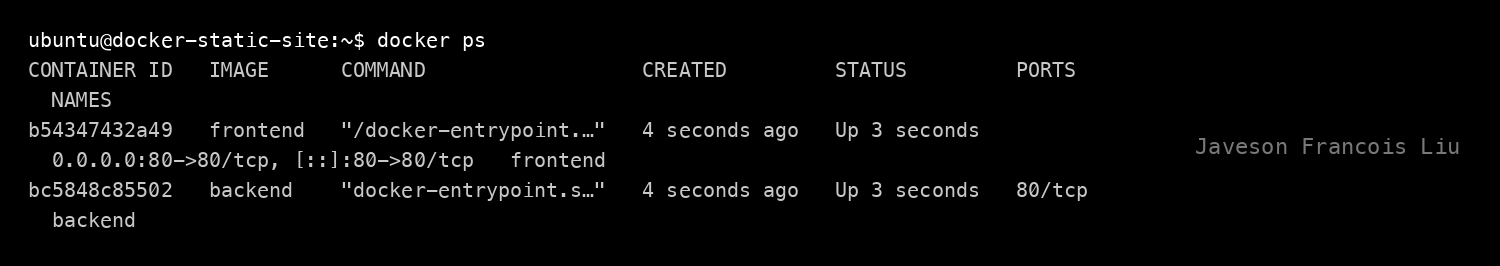 ubuntu@docker-static-site:~$ docker ps
CONTAINER ID   IMAGE      COMMAND                  CREATED         STATUS         PORTS
  NAMES
b54347432a49   frontend   "/docker-entrypoint.…"   4 seconds ago   Up 3 seconds
  0.0.0.0:80->80/tcp, [::]:80->80/tcp   frontend
Javeson Francois Liu
bc5848c85502   backend    "docker-entrypoint.s…"   4 seconds ago   Up 3 seconds   80/tcp
  backend